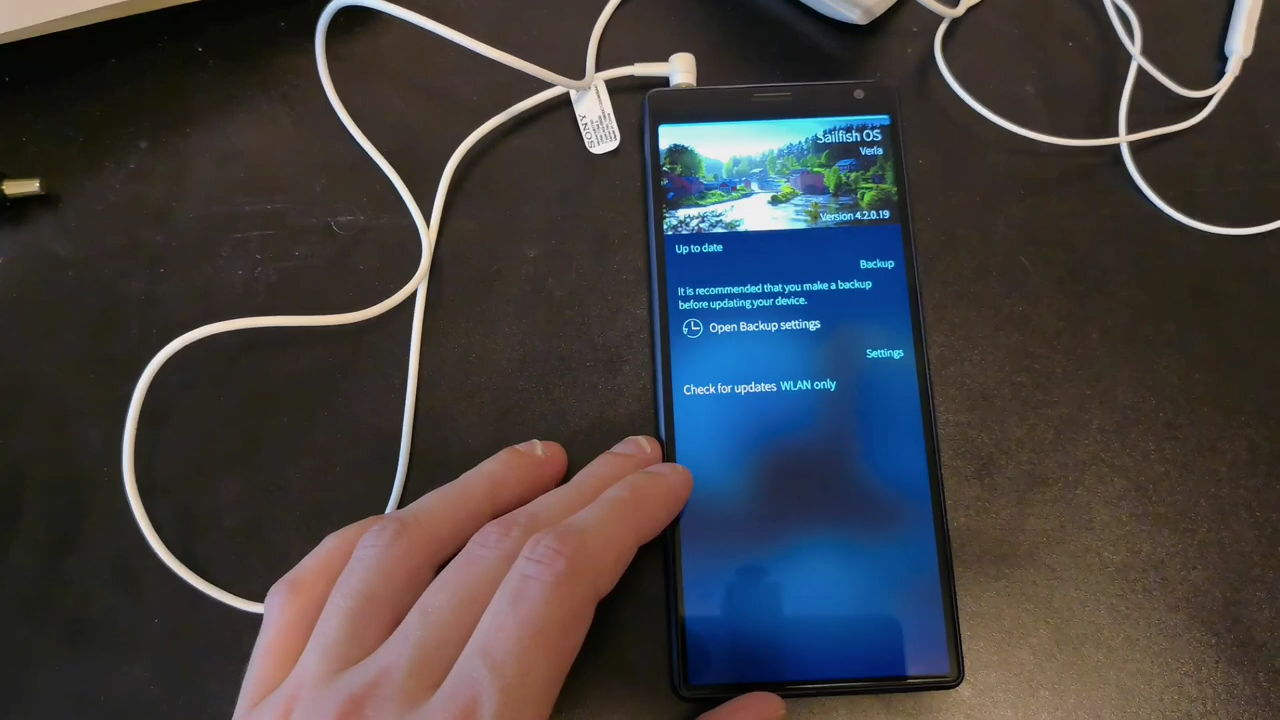 SONY
Sailfish OS
Verla
Version 4.2.0.19
Up to date
Backup
It is recommended that you make a backup
before updating your device.
Open Backup settings
Settings
Check for updates WLAN only